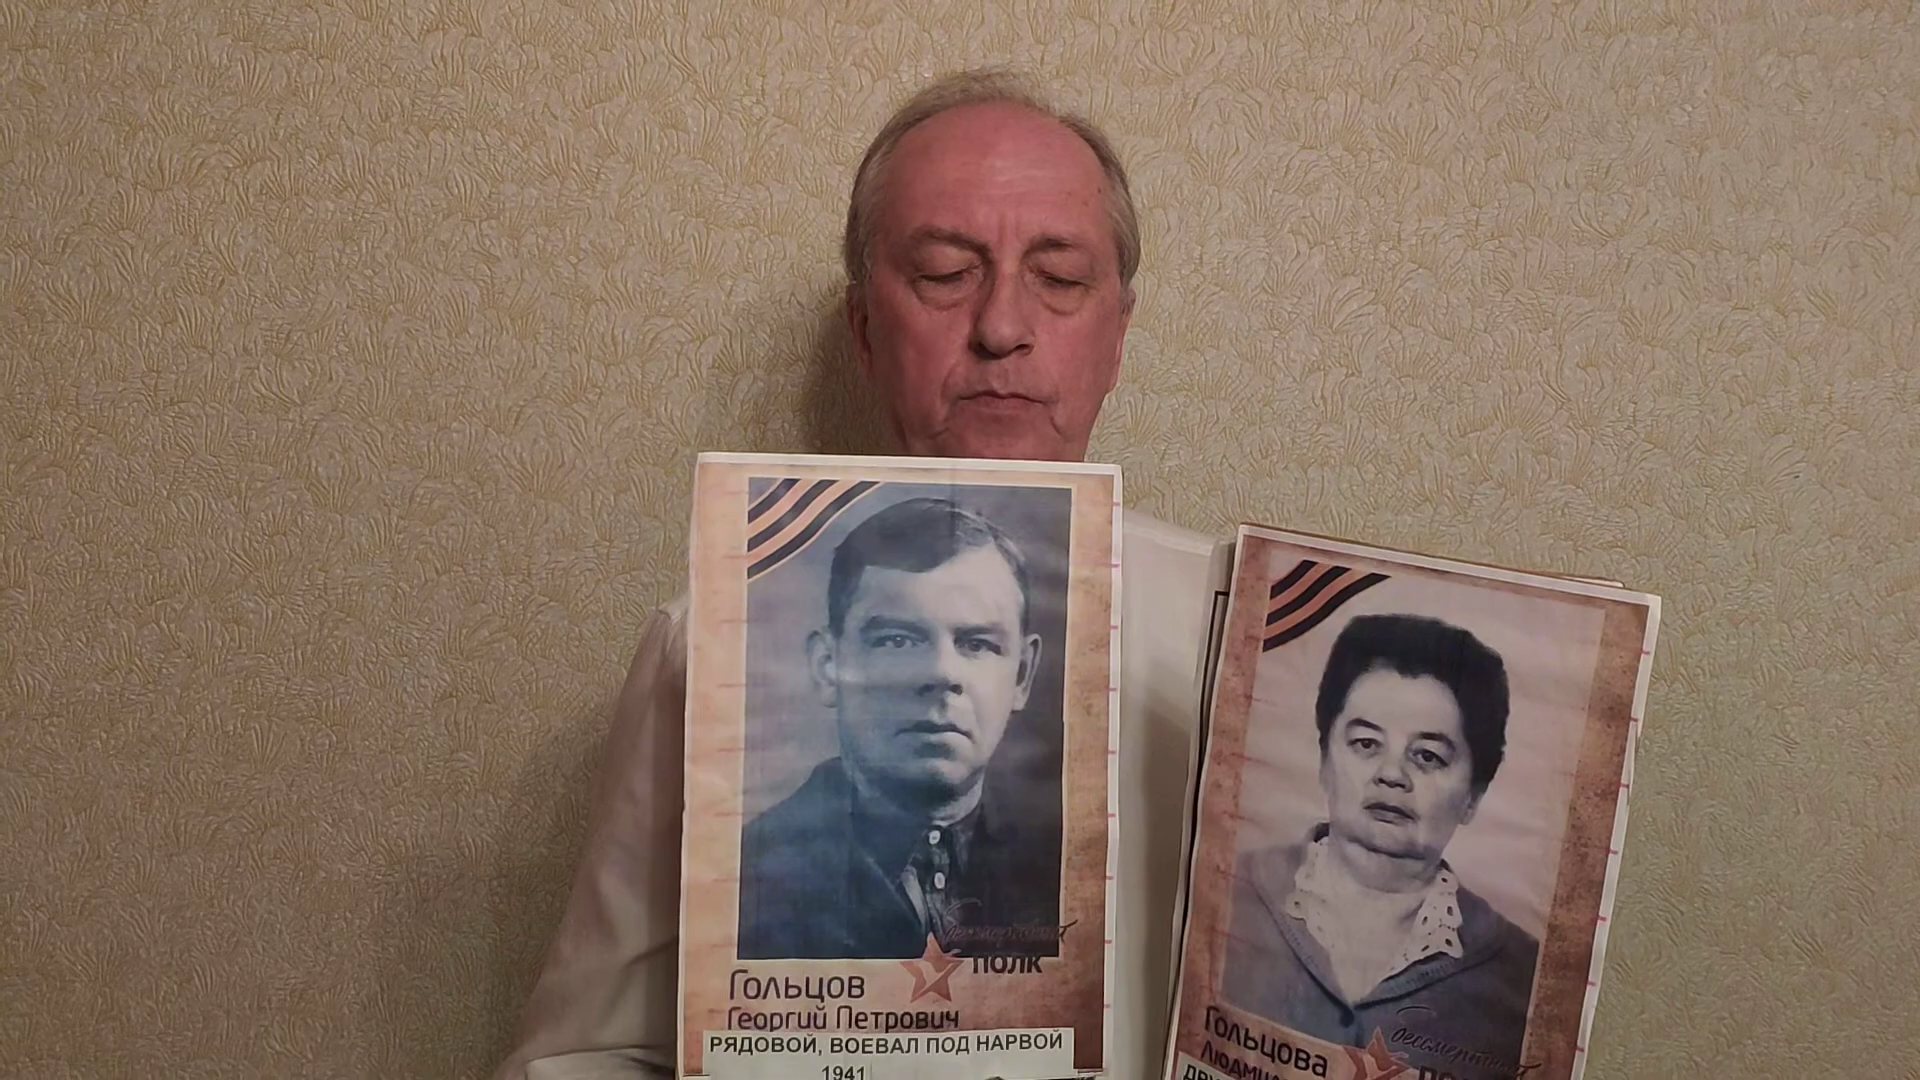 бессмертный
ПОЛК
Гольцов
Георгий Петрович
РЯДОВОЙ, ВОЕВАЛ ПОД НАРВОЙ
1941
бессмертный
Гольцова